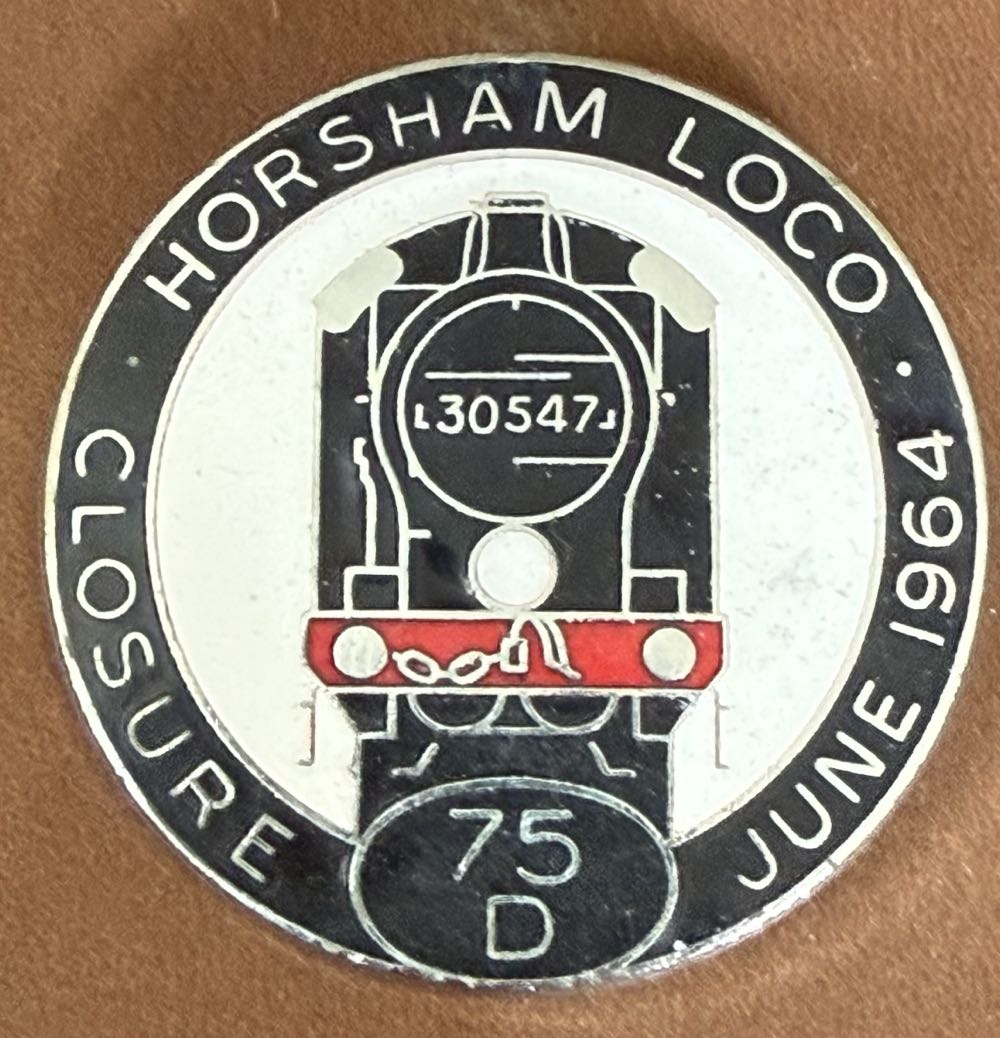 HORSHAM LOCO · JUNE 1964
CLOSURE
30547
75
D